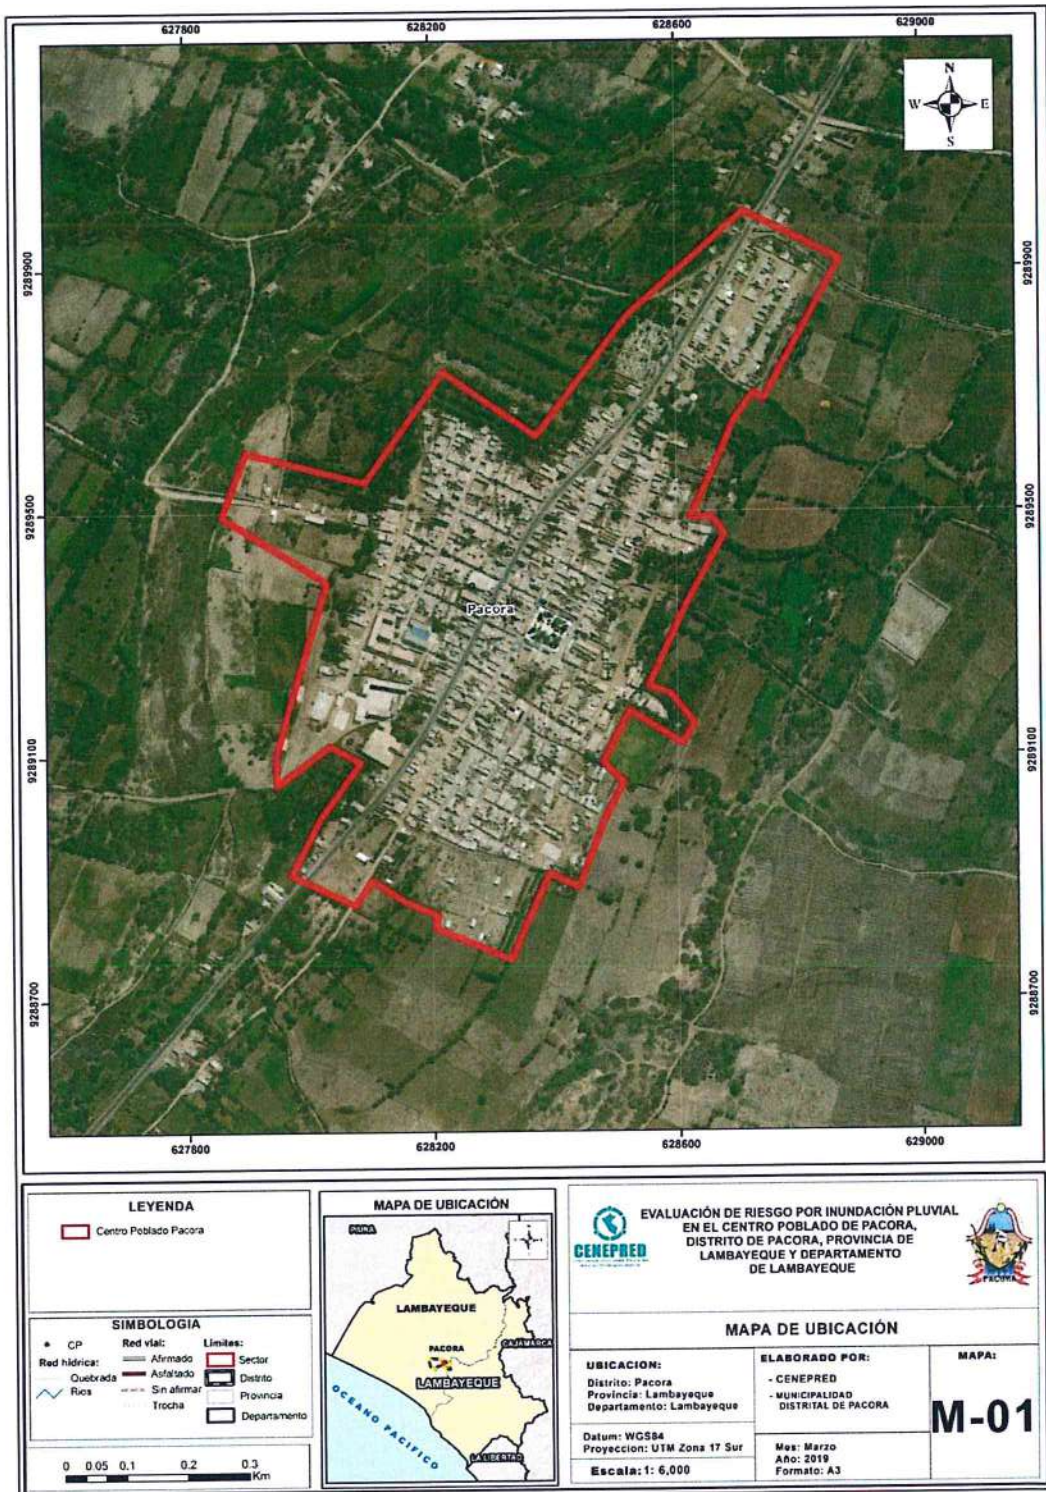 627800 628200 628600 629000
N
W E
S
9289900 9289900
9289500 9289500
Pacora
9289100 9289100
9288700 9288700
627800 628200 628600 629000
LEYENDA
Centro Poblado Pacora
SIMBOLOGIA
CP
Red hídrica:
Quebrada
Rios
Red vial:
Afirmado
Asfaltado
Sin afirmar
Trocha
Limites:
Sector
Distrito
Provincia
Departamento
0 0.05 0.1 0.2 0.3
Km
MAPA DE UBICACIÓN
PIURA
LAMBAYEQUE
CAJAMARCA
PACORA
LAMBAYEQUE
OCEANO PACIFICO
LA LIBERTAD
CENEPRED
EVALUACIÓN DE RIESGO POR INUNDACIÓN PLUVIAL
EN EL CENTRO POBLADO DE PACORA,
DISTRITO DE PACORA, PROVINCIA DE
LAMBAYEQUE Y DEPARTAMENTO
DE LAMBAYEQUE
PACORA
MAPA DE UBICACIÓN
UBICACION:
Distrito: Pacora
Provincia: Lambayeque
Departamento: Lambayeque
Datum: WGS84
Proyeccion: UTM Zona 17 Sur
Escala: 1: 6,000
ELABORADO POR:
- CENEPRED
- MUNICIPALIDAD
DISTRITAL DE PACORA
Mes: Marzo
Año: 2019
Formato: A3
MAPA:
M-01